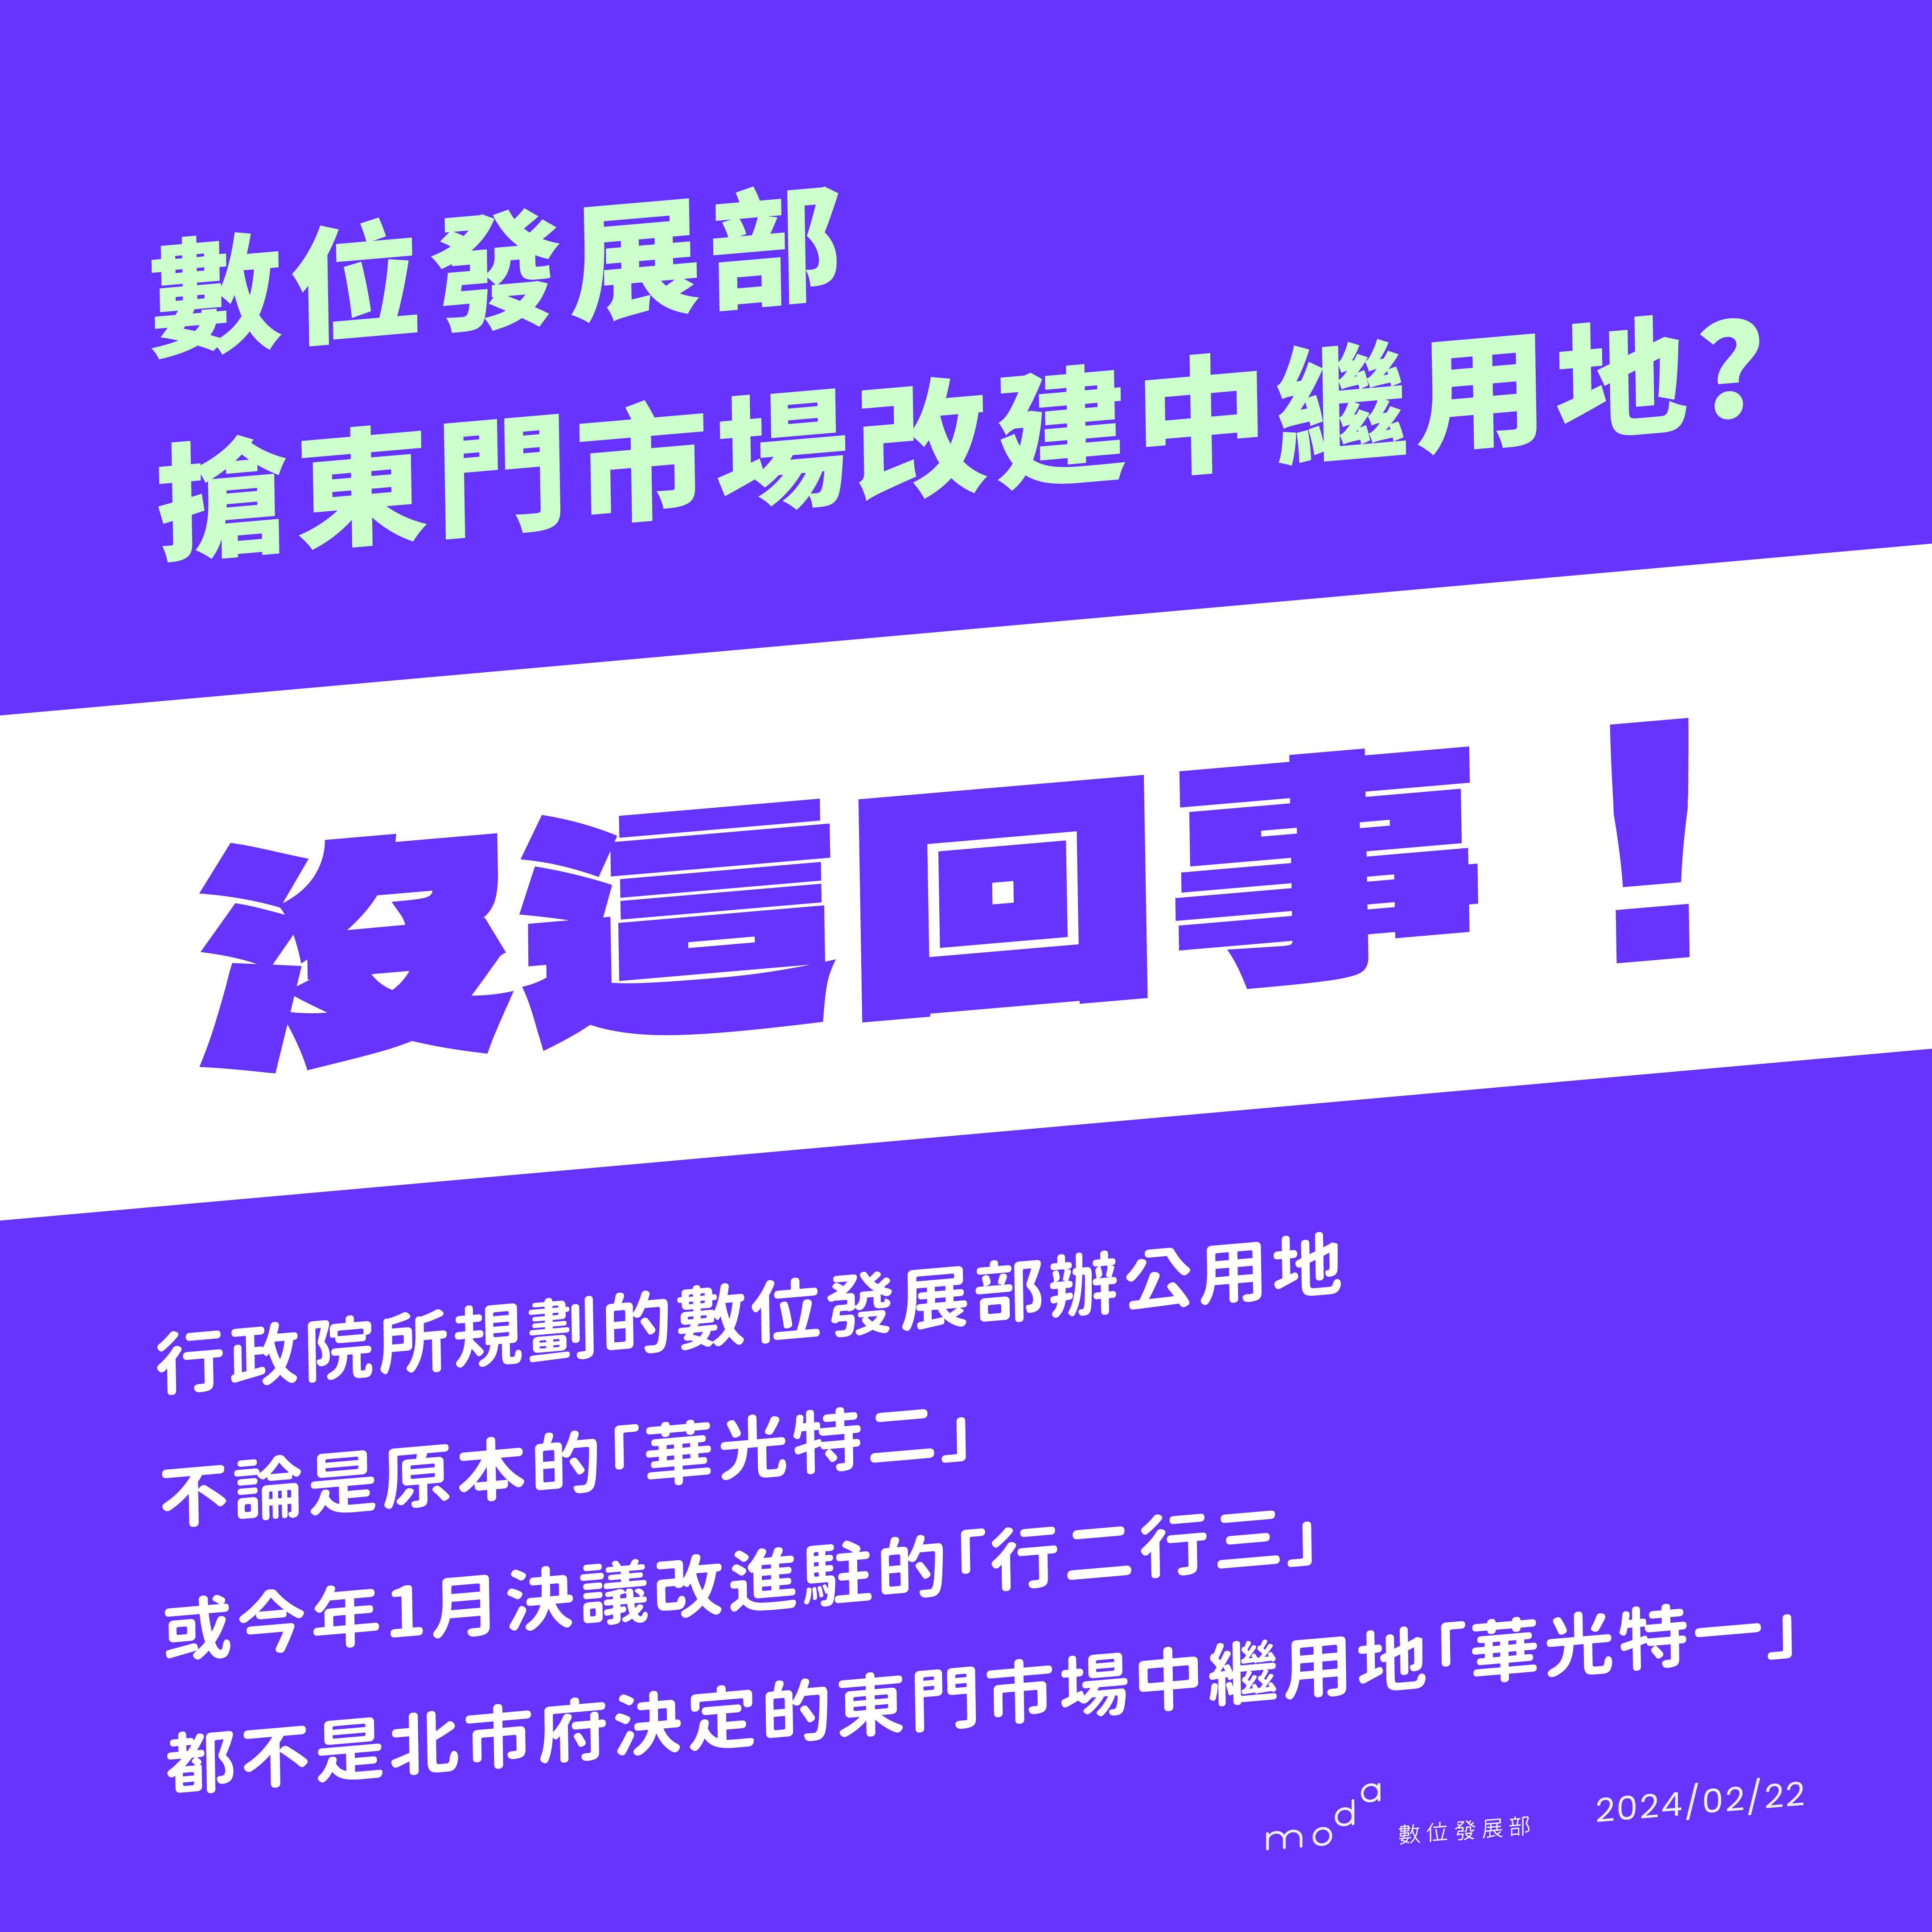 數位發展部
搶東門市場改建中繼用地？
沒這回事！
行政院所規劃的數位發展部辦公用地
不論是原本的「華光特二」
或今年1月決議改進駐的「行二行三」
都不是北市府決定的東門市場中繼用地「華光特一」
moda 數位發展部 2024/02/22